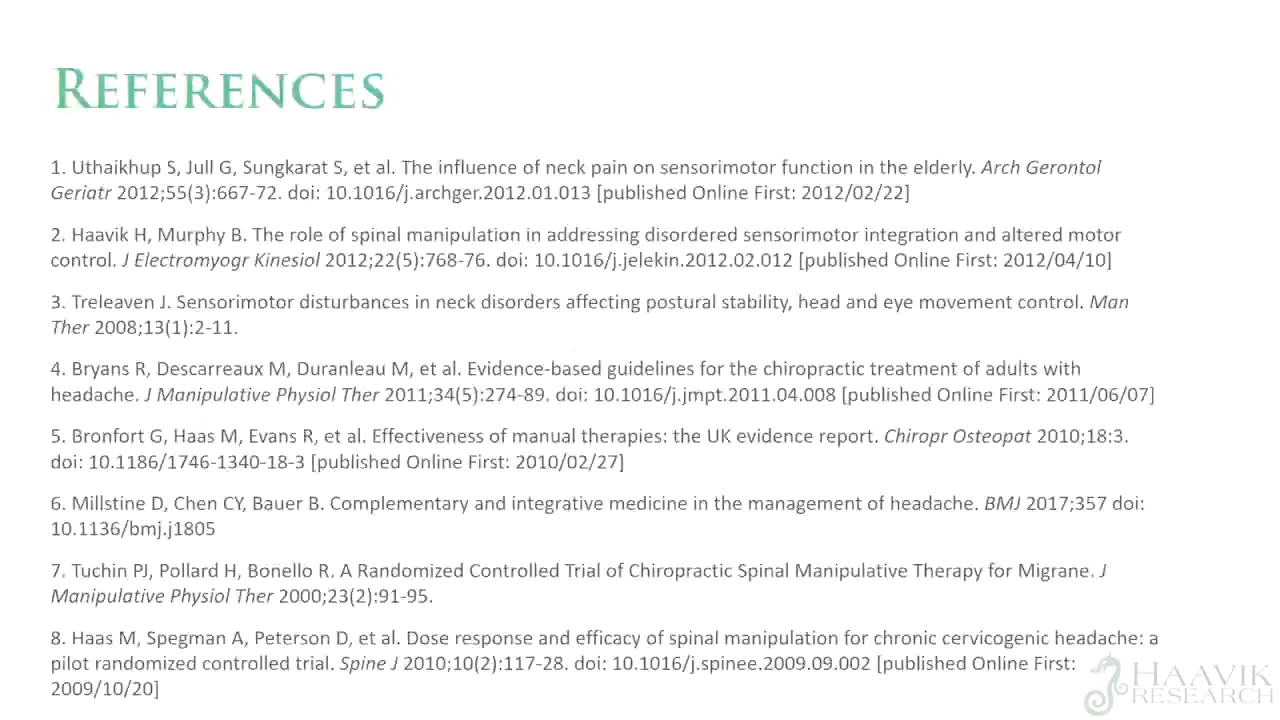 REFERENCES
1. Uthaikhup S, Jull G, Sungkarat S, et al. The influence of neck pain on sensorimotor function in the elderly. Arch Gerontol
Geriatr 2012;55(3):667-72. doi: 10.1016/j.archger.2012.01.013 [published Online First: 2012/02/22]
2. Haavik H, Murphy B. The role of spinal manipulation in addressing disordered sensorimotor integration and altered motor
control. J Electromyogr Kinesiol 2012;22(5):768-76. doi: 10.1016/j.jelekin.2012.02.012 [published Online First: 2012/04/10]
3. Treleaven J. Sensorimotor disturbances in neck disorders affecting postural stability, head and eye movement control. Man
Ther 2008;13(1):2-11.
4. Bryans R, Descarreaux M, Duranleau M, et al. Evidence-based guidelines for the chiropractic treatment of adults with
headache. J Manipulative Physiol Ther 2011;34(5):274-89. doi: 10.1016/j.jmpt.2011.04.008 [published Online First: 2011/06/07]
5. Bronfort G, Haas M, Evans R, et al. Effectiveness of manual therapies: the UK evidence report. Chiropr Osteopat 2010;18:3.
doi: 10.1186/1746-1340-18-3 [published Online First: 2010/02/27]
6. Millstine D, Chen CY, Bauer B. Complementary and integrative medicine in the management of headache. BMJ 2017;357 doi:
10.1136/bmj.j1805
7. Tuchin PJ, Pollard H, Bonello R. A Randomized Controlled Trial of Chiropractic Spinal Manipulative Therapy for Migrane. J
Manipulative Physiol Ther 2000;23(2):91-95.
8. Haas M, Spegman A, Peterson D, et al. Dose response and efficacy of spinal manipulation for chronic cervicogenic headache: a
pilot randomized controlled trial. Spine J 2010;10(2):117-28. doi: 10.1016/j.spinee.2009.09.002 [published Online First:
2009/10/20]
HAAVIK
RESEARCH